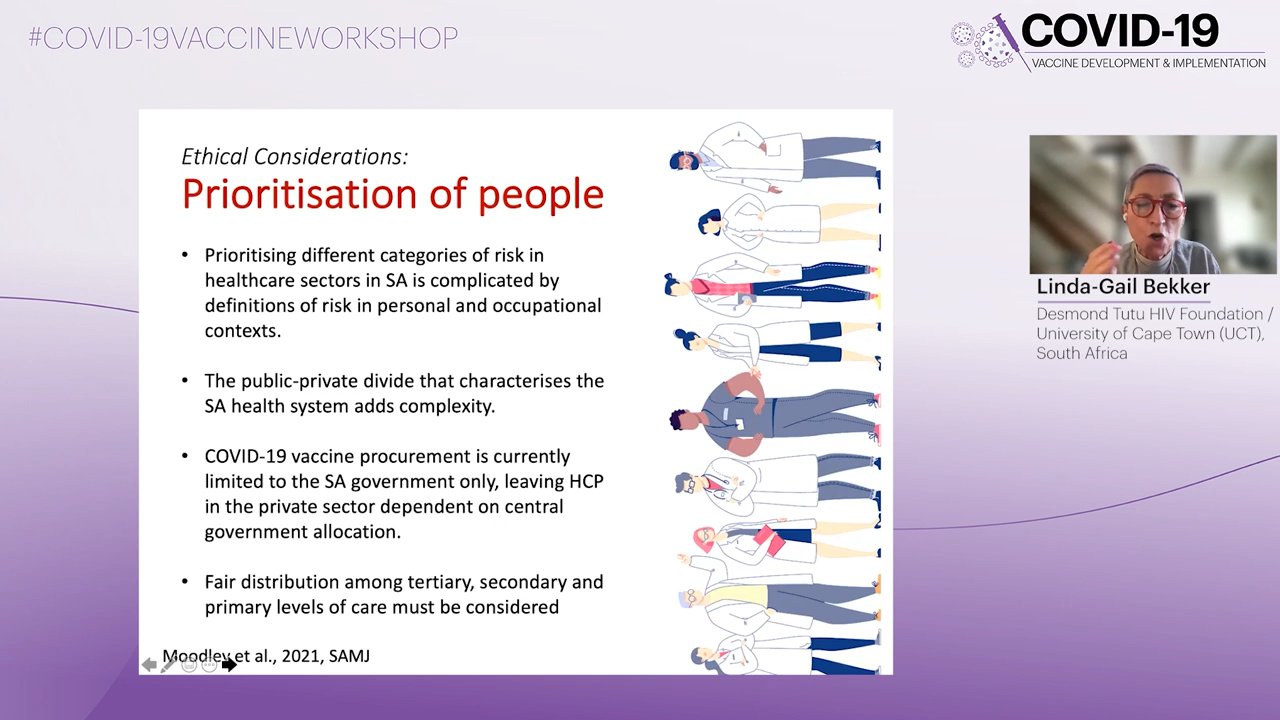 #COVID-19VACCINEWORKSHOP
COVID-19
VACCINE DEVELOPMENT & IMPLEMENTATION
Ethical Considerations:
Prioritisation of people
• Prioritising different categories of risk in
healthcare sectors in SA is complicated by
definitions of risk in personal and occupational
contexts.
• The public-private divide that characterises the
SA health system adds complexity.
• COVID-19 vaccine procurement is currently
limited to the SA government only, leaving HCP
in the private sector dependent on central
government allocation.
• Fair distribution among tertiary, secondary and
primary levels of care must be considered
Moodley et al., 2021, SAMJ
Linda-Gail Bekker
Desmond Tutu HIV Foundation /
University of Cape Town (UCT),
South Africa